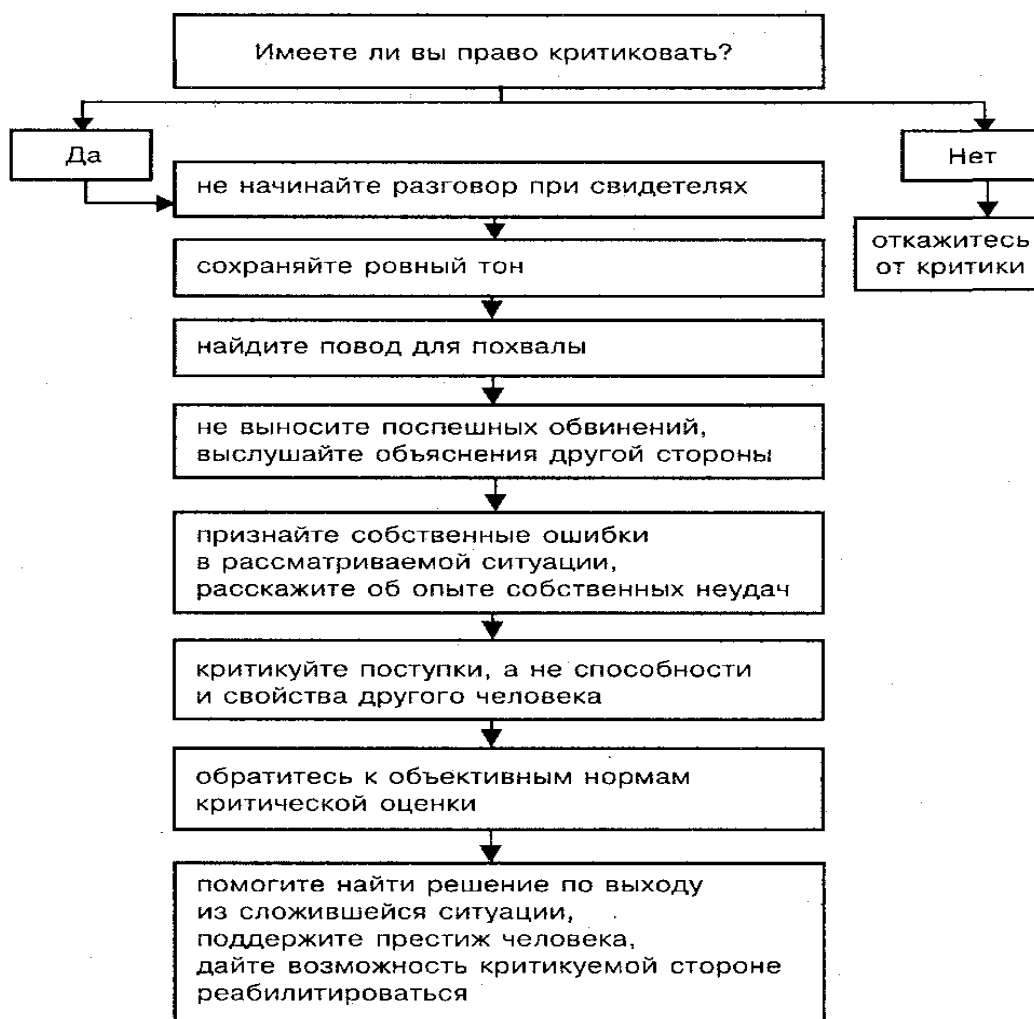 Имеете ли вы право критиковать?
Да
Нет
не начинайте разговор при свидетелях
откажитесь
от критики
сохраняйте ровный тон
найдите повод для похвалы
не выносите поспешных обвинений,
выслушайте объяснения другой стороны
признайте собственные ошибки
в рассматриваемой ситуации,
расскажите об опыте собственных неудач
критикуйте поступки, а не способности
и свойства другого человека
обратитесь к объективным нормам
критической оценки
помогите найти решение по выходу
из сложившейся ситуации,
поддержите престиж человека,
дайте возможность критикуемой стороне
реабилитироваться